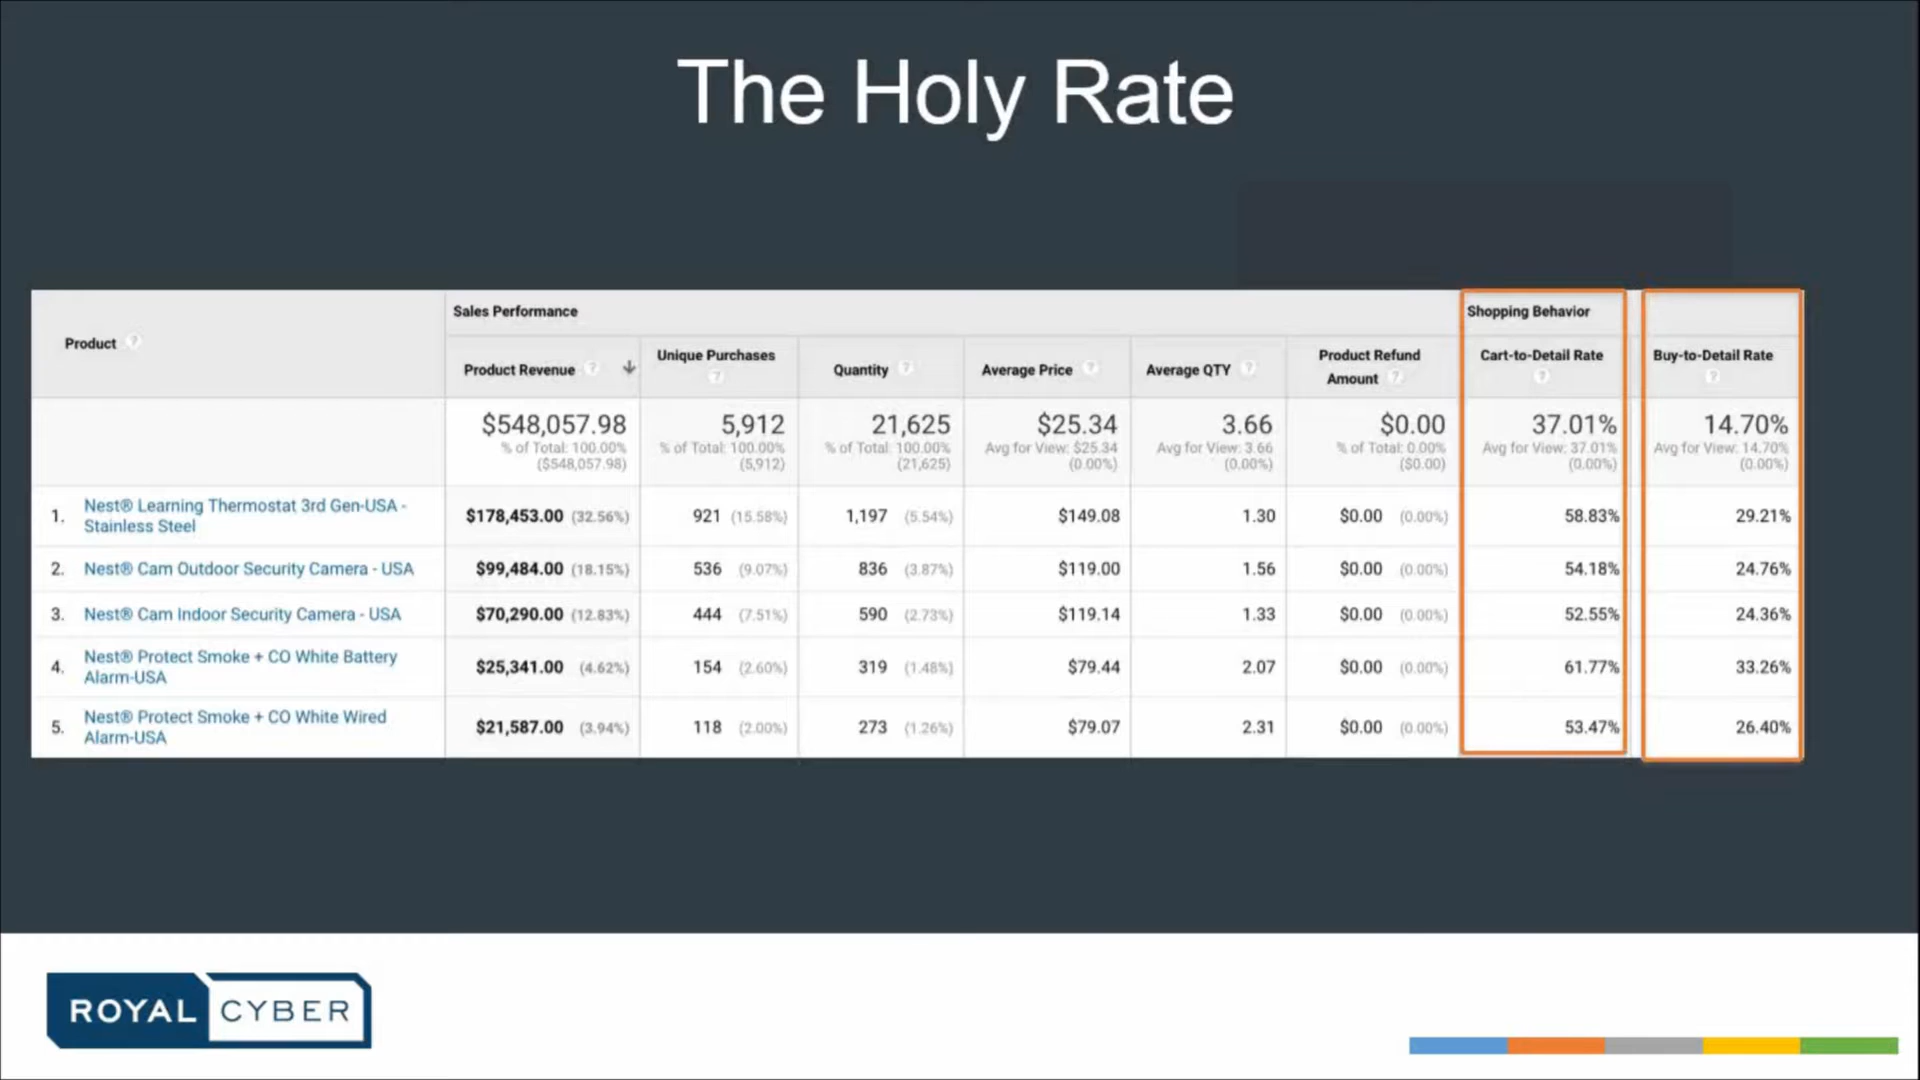 The Holy Rate
Product
Sales Performance
Shopping Behavior
Product Revenue
Unique Purchases
Quantity
Average Price
Average QTY
Product Refund
Amount
Cart-to-Detail Rate
Buy-to-Detail Rate
$548,057.98
% of Total: 100.00%
($548,057.98)
5,912
% of Total: 100.00%
(5,912)
21,625
% of Total: 100.00%
(21,625)
$25.34
Avg for View: $25.34
(0.00%)
3.66
Avg for View: 3.66
(0.00%)
$0.00
% of Total: 0.00%
($0.00)
37.01%
Avg for View: 37.01%
(0.00%)
14.70%
Avg for View: 14.70%
(0.00%)
1. Nest® Learning Thermostat 3rd Gen-USA -
Stainless Steel
$178,453.00 (32.56%) 921 (15.58%) 1,197 (5.54%) $149.08 1.30 $0.00 (0.00%) 58.83% 29.21%
2. Nest® Cam Outdoor Security Camera - USA $99,484.00 (18.15%) 536 (9.07%) 836 (3.87%) $119.00 1.56 $0.00 (0.00%) 54.18% 24.76%
3. Nest® Cam Indoor Security Camera - USA $70,290.00 (12.83%) 444 (7.51%) 590 (2.73%) $119.14 1.33 $0.00 (0.00%) 52.55% 24.36%
4. Nest® Protect Smoke + CO White Battery
Alarm-USA
$25,341.00 (4.62%) 154 (2.60%) 319 (1.48%) $79.44 2.07 $0.00 (0.00%) 61.77% 33.26%
5. Nest® Protect Smoke + CO White Wired
Alarm-USA
$21,587.00 (3.94%) 118 (2.00%) 273 (1.26%) $79.07 2.31 $0.00 (0.00%) 53.47% 26.40%
ROYAL CYBER